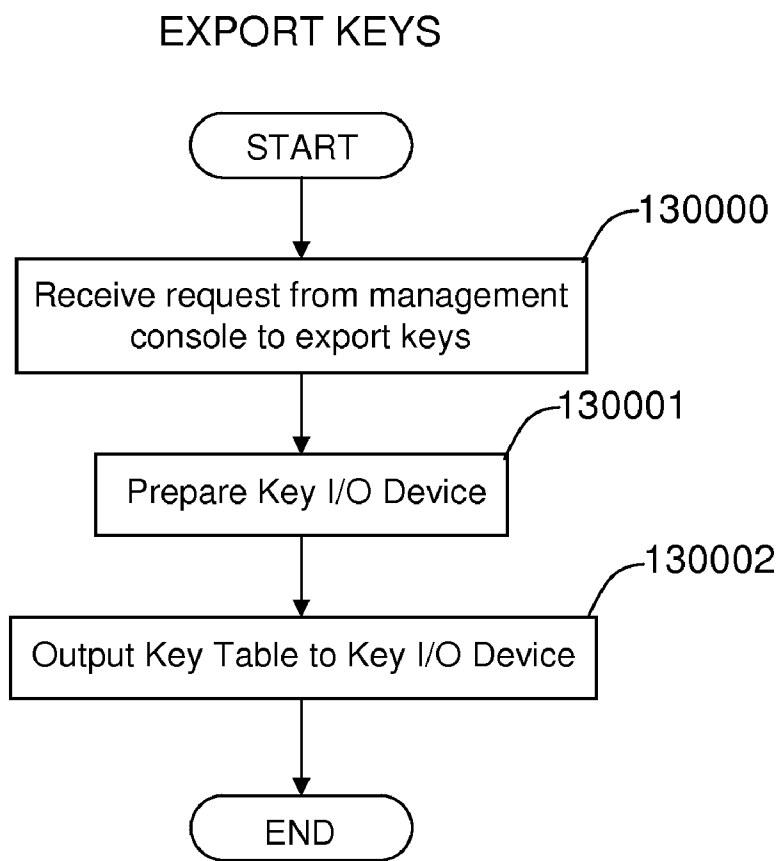 EXPORT KEYS
START
130000
Receive request from management
console to export keys
130001
Prepare Key I/O Device
130002
Output Key Table to Key I/O Device
END